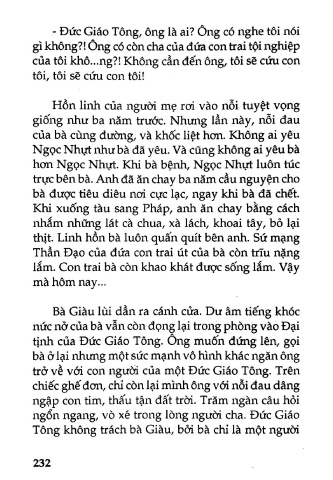 - Đức Giáo Tông, ông là ai? Ông có nghe tôi nói
gì không?! Ông có còn cha của đứa con trai tội nghiệp
của tôi khô...ng?! Không cần đến ông, tôi sẽ cứu con
tôi, tôi sẽ cứu con tôi!
Hồn linh của người mẹ rơi vào nỗi tuyệt vọng
giống như ba năm trước. Nhưng lần này, nỗi đau
của bà cùng đường, và khốc liệt hơn. Không ai yêu
Ngọc Nhựt như bà đã yêu. Và cũng không ai yêu bà
hơn Ngọc Nhựt. Khi bà bệnh, Ngọc Nhựt luôn túc
trực bên bà. Anh đã ăn chay ba năm cầu nguyện cho
bà được tiêu diêu nơi cực lạc, ngay khi bà đã chết.
Khi xuống tàu sang Pháp, anh ăn chay bằng cách
nhắm những lát cà chua, xà lách, khoai tây, bỏ lại
thịt. Linh hồn bà luôn quấn quít bên anh. Sứ mạng
Thần Đạo của đứa con trai út của bà còn trĩu nặng
lắm. Con trai bà còn khao khát được sống lắm. Vậy
mà hôm nay...
Bà Giàu lùi dần ra cánh cửa. Dư âm tiếng khóc
nức nở của bà vẫn còn đọng lại trong phòng vào Đại
tịnh của Đức Giáo Tông. Ông muốn đứng lên, gọi
bà ở lại nhưng một sức mạnh vô hình khác ngăn ông
trở về với con người của một Đức Giáo Tông. Trên
chiếc ghế đơn, chỉ còn lại mình ông với nỗi đau dâng
ngập con tim, thấu tận đất trời. Trăm ngàn câu hỏi
ngổn ngang, vò xé trong lòng người cha. Đức Giáo
Tông không trách bà Giàu, bởi bà chỉ là một người
232